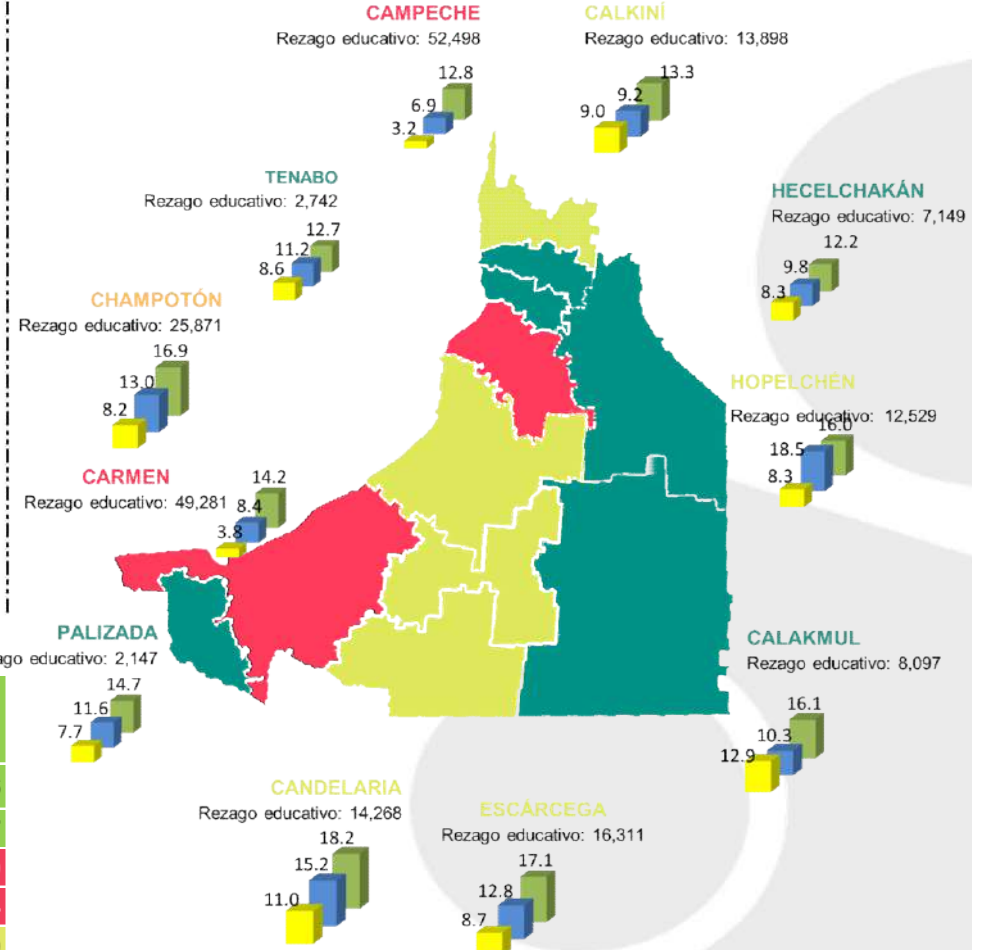 CAMPECHE
Rezago educativo: 52,498
12.8
6.9
3.2
CALKINÍ
Rezago educativo: 13,898
13.3
9.2
9.0
TENABO
Rezago educativo: 2,742
12.7
11.2
8.6
HECELCHAKÁN
Rezago educativo: 7,149
12.2
9.8
8.3
CHAMPOTÓN
Rezago educativo: 25,871
16.9
13.0
8.2
HOPELCHÉN
Rezago educativo: 12,529
16.0
18.5
8.3
CARMEN
Rezago educativo: 49,281
14.2
8.4
3.8
PALIZADA
ago educativo: 2,147
14.7
11.6
7.7
CALAKMUL
Rezago educativo: 8,097
16.1
10.3
12.9
CANDELARIA
Rezago educativo: 14,268
18.2
15.2
11.0
ESCÁRCEGA
Rezago educativo: 16,311
17.1
12.8
8.7